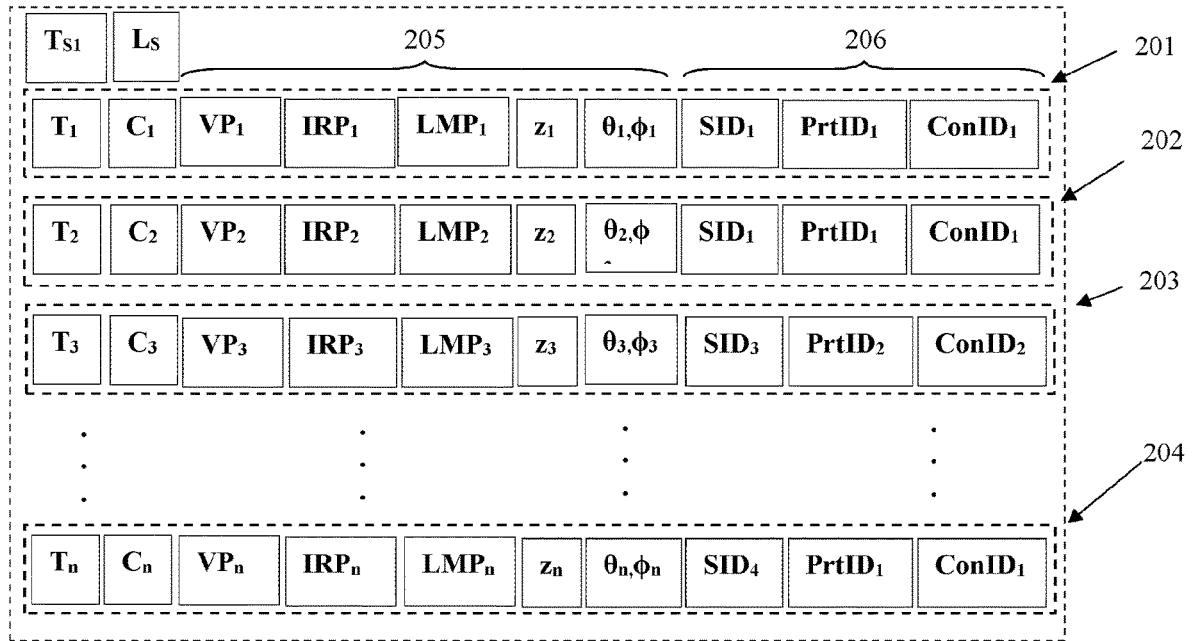 T_S1 L_S 205 206 201
T₁ C₁ VP₁ IRP₁ LMP₁ z₁ θ₁,ϕ₁ SID₁ PrtID₁ ConID₁
202
T₂ C₂ VP₂ IRP₂ LMP₂ z₂ θ₂,ϕ SID₁ PrtID₁ ConID₁
203
T₃ C₃ VP₃ IRP₃ LMP₃ z₃ θ₃,ϕ₃ SID₃ PrtID₂ ConID₂
204
Tₙ Cₙ VPₙ IRPₙ LMPₙ zₙ θₙ,ϕₙ SID₄ PrtID₁ ConID₁